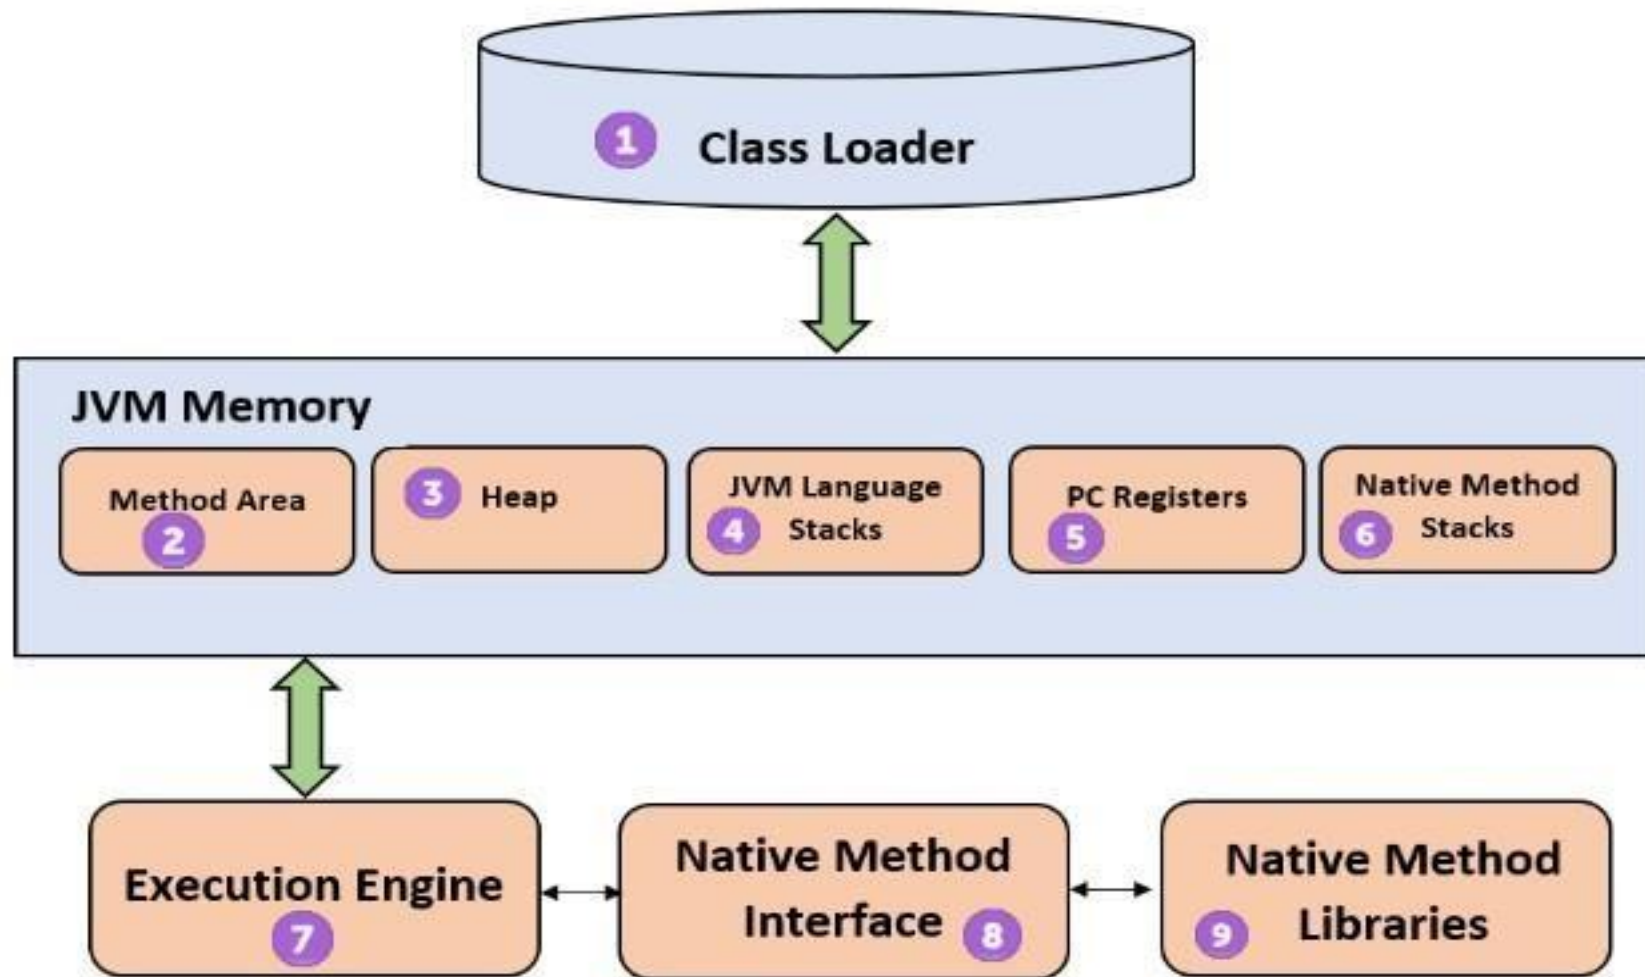 1 Class Loader
JVM Memory
Method Area
2
3 Heap
JVM Language
4 Stacks
PC Registers
5
Native Method
6 Stacks
Execution Engine
7
Native Method
Interface 8
Native Method
9 Libraries